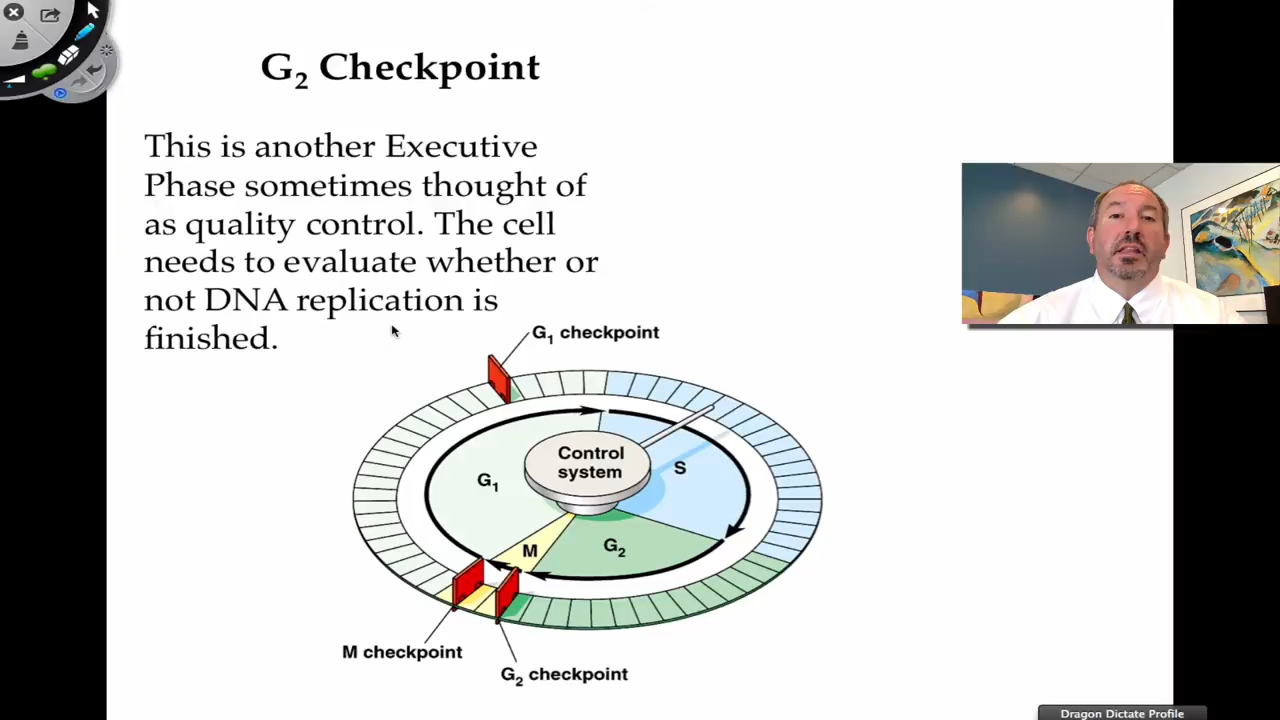 G₂ Checkpoint
This is another Executive
Phase sometimes thought of
as quality control. The cell
needs to evaluate whether or
not DNA replication is
finished.
G₁ checkpoint
Control
system
S
G₁
M
G₂
M checkpoint
G₂ checkpoint
Dragon Dictate Profile